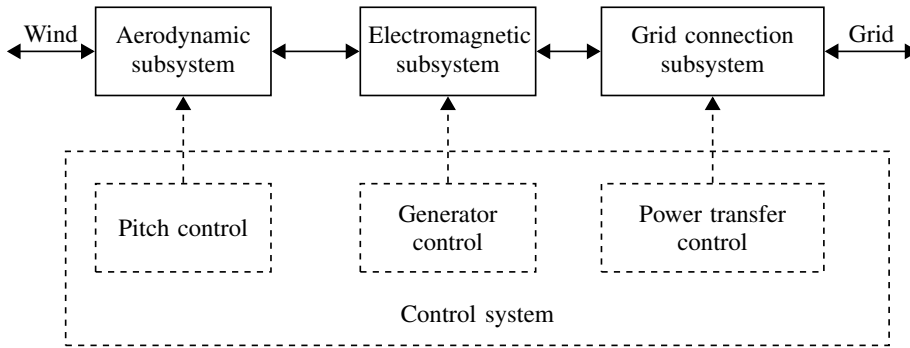 Wind
Aerodynamic
subsystem
Electromagnetic
subsystem
Grid connection
subsystem
Grid
Pitch control
Generator
control
Power transfer
control
Control system